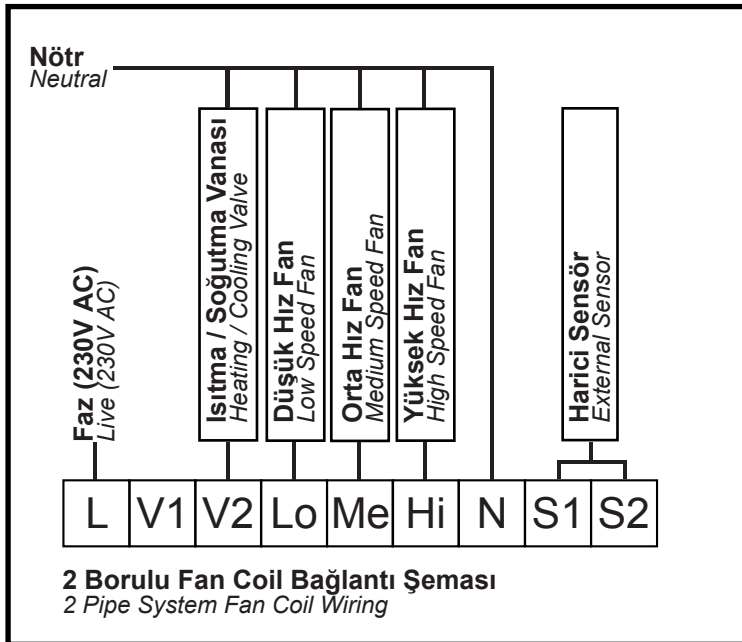 Nötr
Neutral
Faz (230V AC)
Live (230V AC)
Isıtma / Soğutma Vanası
Heating / Cooling Valve
Düşük Hız Fan
Low Speed Fan
Orta Hız Fan
Medium Speed Fan
Yüksek Hız Fan
High Speed Fan
Harici Sensör
External Sensor
L V1 V2 Lo Me Hi N S1 S2
2 Borulu Fan Coil Bağlantı Şeması
2 Pipe System Fan Coil Wiring